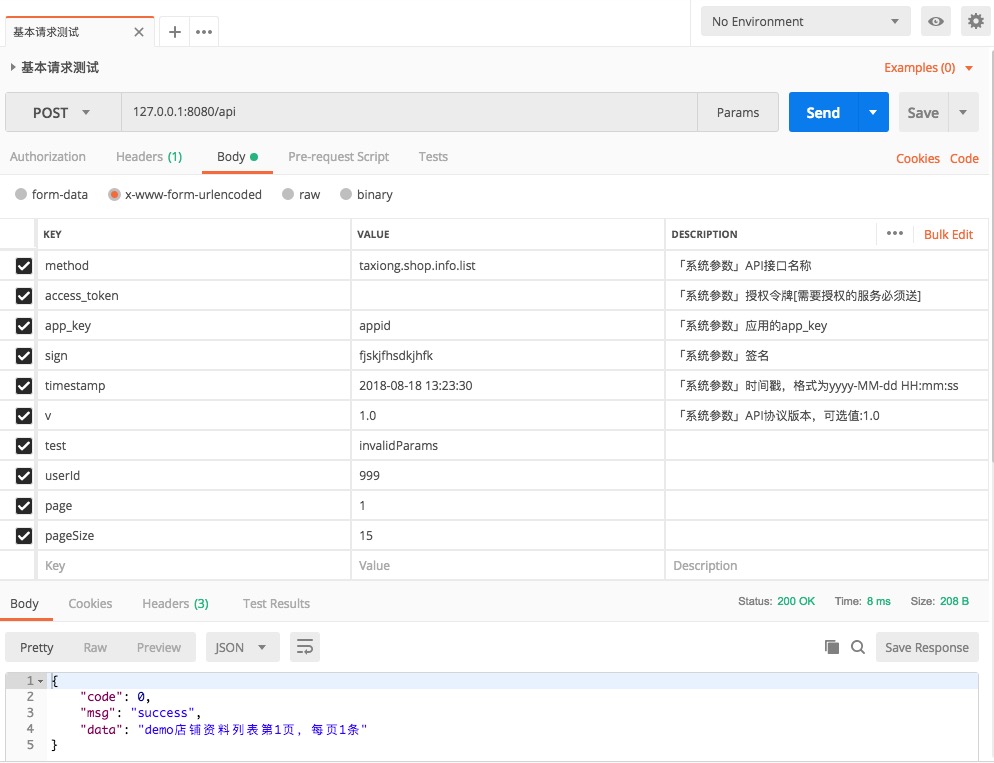 基本请求测试
No Environment
基本请求测试
Examples (0)
POST 127.0.0.1:8080/api Params Send Save
Authorization Headers (1) Body Pre-request Script Tests Cookies Code
form-data x-www-form-urlencoded raw binary
KEY VALUE DESCRIPTION ••• Bulk Edit
method taxiong.shop.info.list 「系统参数」API接口名称
access_token 「系统参数」授权令牌[需要授权的服务必须送]
app_key appid 「系统参数」应用的app_key
sign fjskjfhsdkjhfk 「系统参数」签名
timestamp 2018-08-18 13:23:30 「系统参数」时间戳，格式为yyyy-MM-dd HH:mm:ss
v 1.0 「系统参数」API协议版本，可选值:1.0
test invalidParams
userId 999
page 1
pageSize 15
Key Value Description
Body Cookies Headers (3) Test Results Status: 200 OK Time: 8 ms Size: 208 B
Pretty Raw Preview JSON Save Response
1 {
2 "code": 0,
3 "msg": "success",
4 "data": "demo店铺资料列表第1页, 每页1条"
5 }